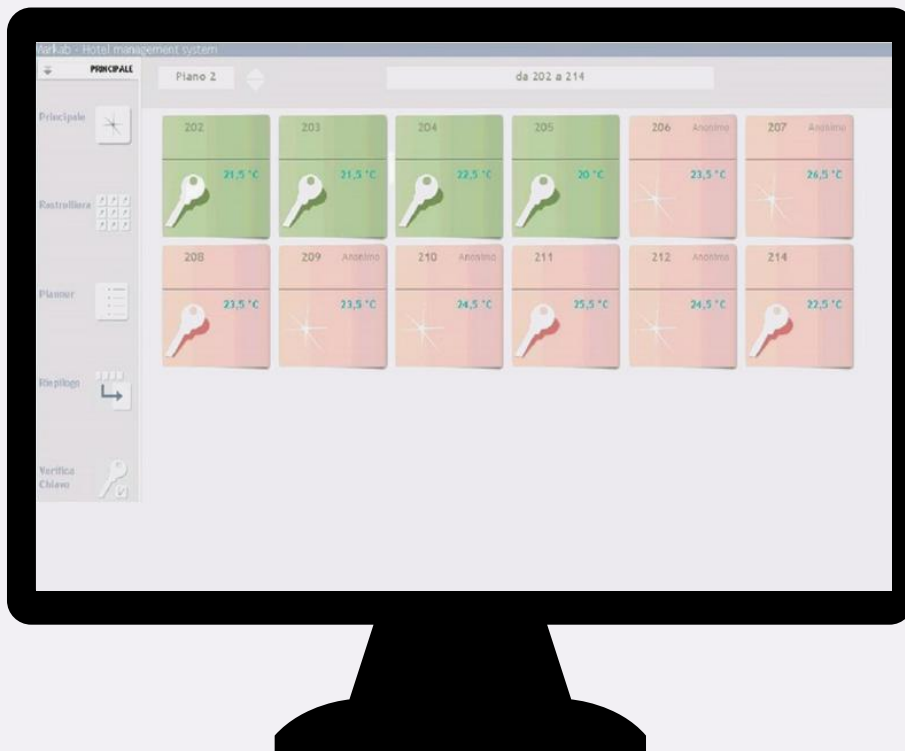 Markab - Hotel management system
PRINCIPALE
Piano 2
da 202 a 214
Principale
Rastrelliera
Planner
Riepilogo
Verifica
Chiave
202
21,5 °C
203
21,5 °C
204
22,5 °C
205
20 °C
206 Anonimo
23,5 °C
207 Anonimo
26,5 °C
208
23,5 °C
209 Anonimo
23,5 °C
210 Anonimo
24,5 °C
211
25,5 °C
212 Anonimo
24,5 °C
214
22,5 °C